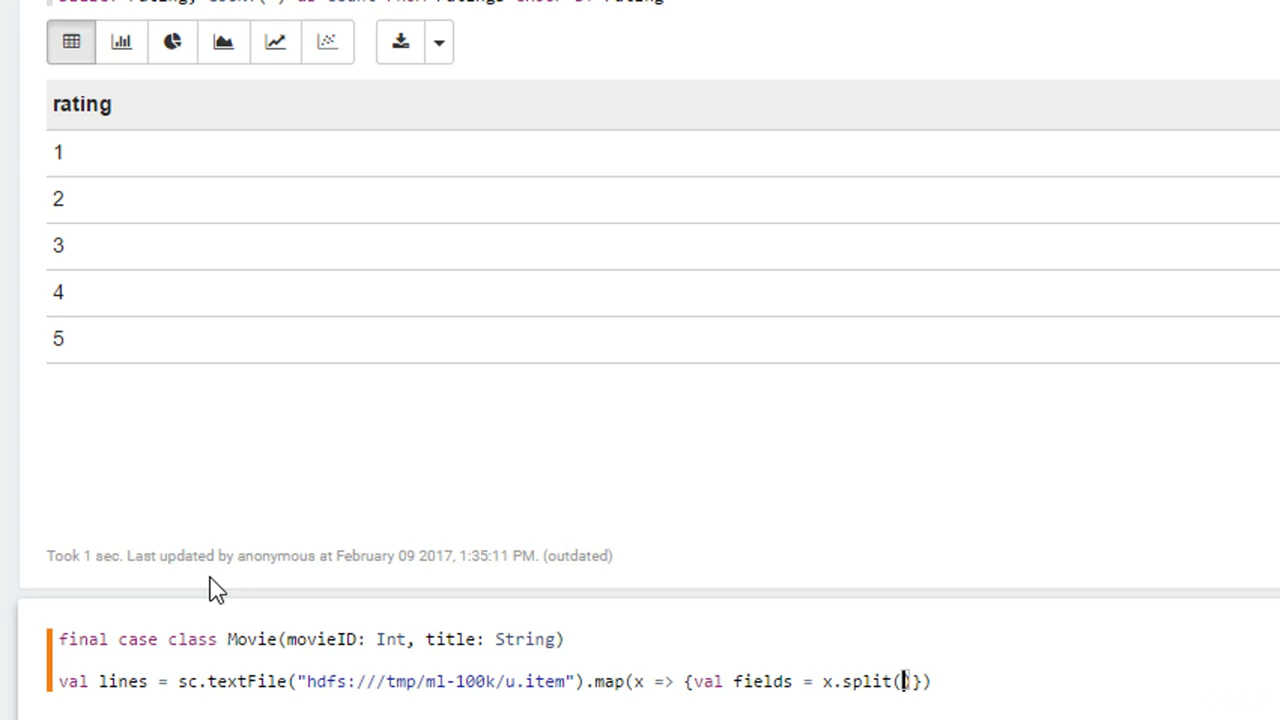 rating
1
2
3
4
5
Took 1 sec. Last updated by anonymous at February 09 2017, 1:35:11 PM. (outdated)
final case class Movie(movieID: Int, title: String)
val lines = sc.textFile("hdfs:///tmp/ml-100k/u.item").map(x => {val fields = x.split()})